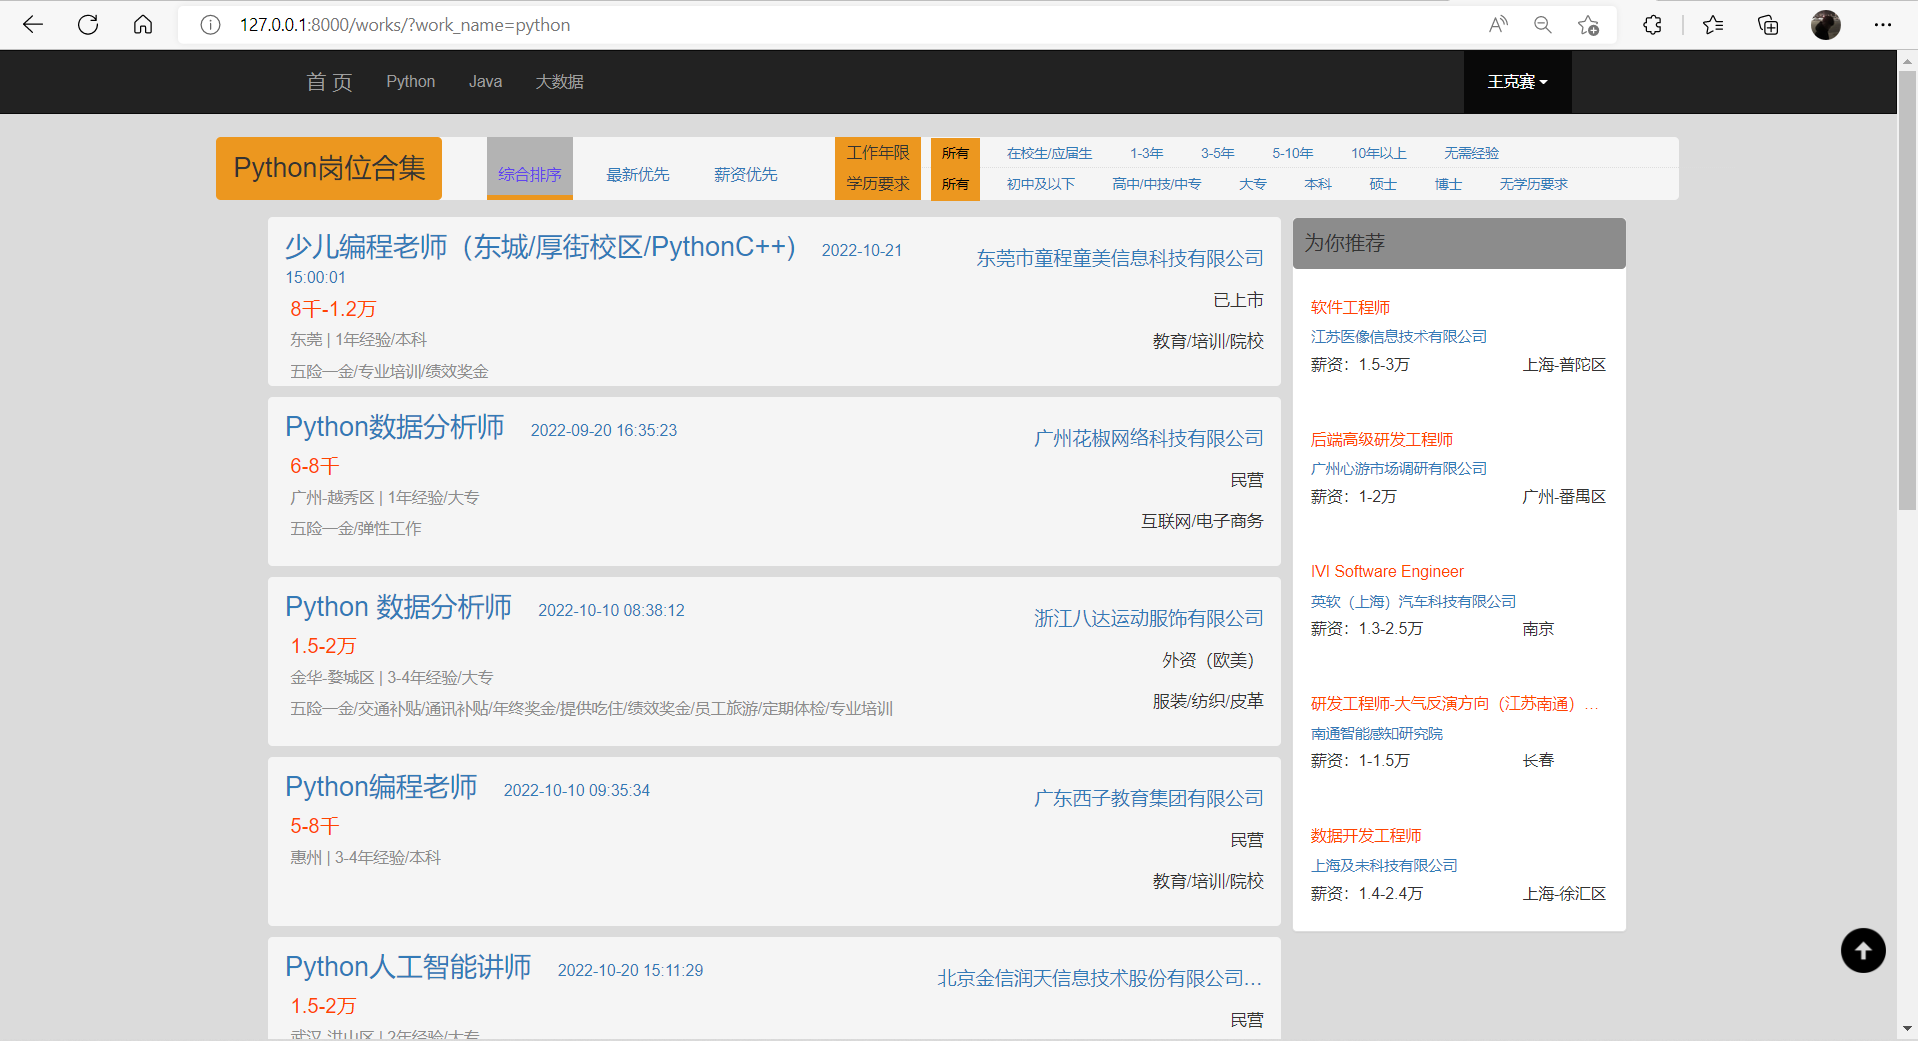 127.0.0.1:8000/works/?work_name=python
首 页 Python Java 大数据 王克赛
Python岗位合集 综合排序 最新优先 薪资优先
工作年限 所有 在校生/应届生 1-3年 3-5年 5-10年 10年以上 无需经验
学历要求 所有 初中及以下 高中/中技/中专 大专 本科 硕士 博士 无学历要求
少儿编程老师（东城/厚街校区/PythonC++） 2022-10-21
15:00:01
8千-1.2万
东莞 | 1年经验/本科
五险一金/专业培训/绩效奖金
东莞市童程童美信息科技有限公司
已上市
教育/培训/院校
Python数据分析师 2022-09-20 16:35:23
6-8千
广州-越秀区 | 1年经验/大专
五险一金/弹性工作
广州花椒网络科技有限公司
民营
互联网/电子商务
Python 数据分析师 2022-10-10 08:38:12
1.5-2万
金华-婺城区 | 3-4年经验/大专
五险一金/交通补贴/通讯补贴/年终奖金/提供吃住/绩效奖金/员工旅游/定期体检/专业培训
浙江八达运动服饰有限公司
外资（欧美）
服装/纺织/皮革
Python编程老师 2022-10-10 09:35:34
5-8千
惠州 | 3-4年经验/本科
广东西子教育集团有限公司
民营
教育/培训/院校
Python人工智能讲师 2022-10-20 15:11:29
1.5-2万
武汉-洪山区 | 2年经验/大专
北京金信润天信息技术股份有限公司...
民营
为你推荐
软件工程师
江苏医像信息技术有限公司
薪资：1.5-3万 上海-普陀区
后端高级研发工程师
广州心游市场调研有限公司
薪资：1-2万 广州-番禺区
IVI Software Engineer
英软（上海）汽车科技有限公司
薪资：1.3-2.5万 南京
研发工程师-大气反演方向（江苏南通）...
南通智能感知研究院
薪资：1-1.5万 长春
数据开发工程师
上海及未科技有限公司
薪资：1.4-2.4万 上海-徐汇区